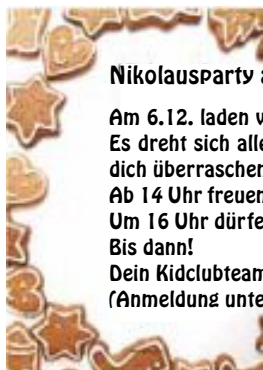 Nikolausparty a
Am 6.12. laden v
Es dreht sich alle
dich überraschen
Ab 14 Uhr freuen
Um 16 Uhr dürfe
Bis dann!
Dein Kidclubteam
(Anmeldung unte